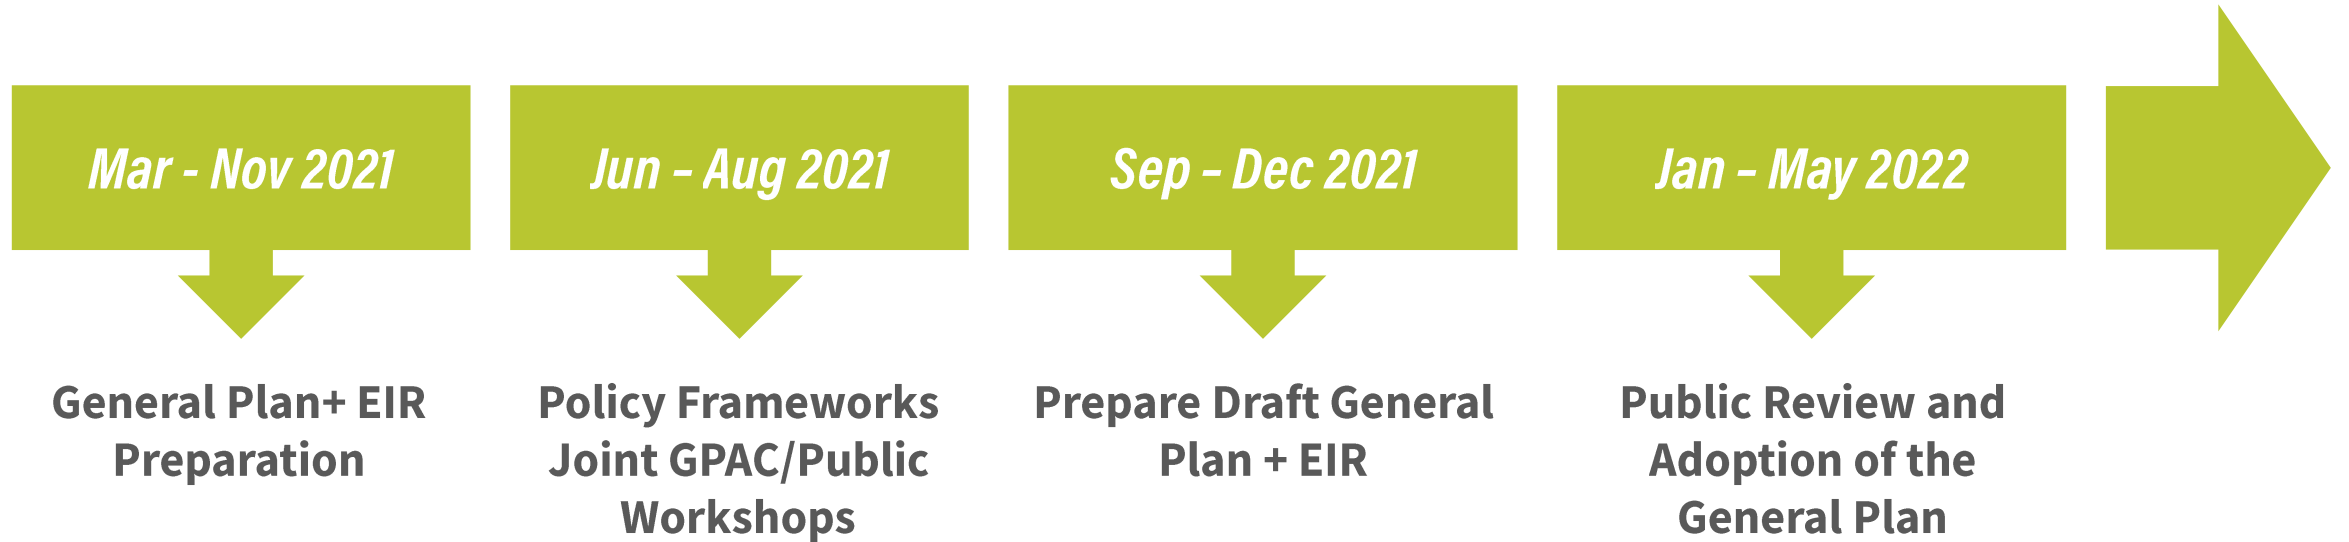 Mar - Nov 2021
Jun – Aug 2021
Sep – Dec 2021
Jan – May 2022
General Plan+ EIR
Preparation
Policy Frameworks
Joint GPAC/Public
Workshops
Prepare Draft General
Plan + EIR
Public Review and
Adoption of the
General Plan